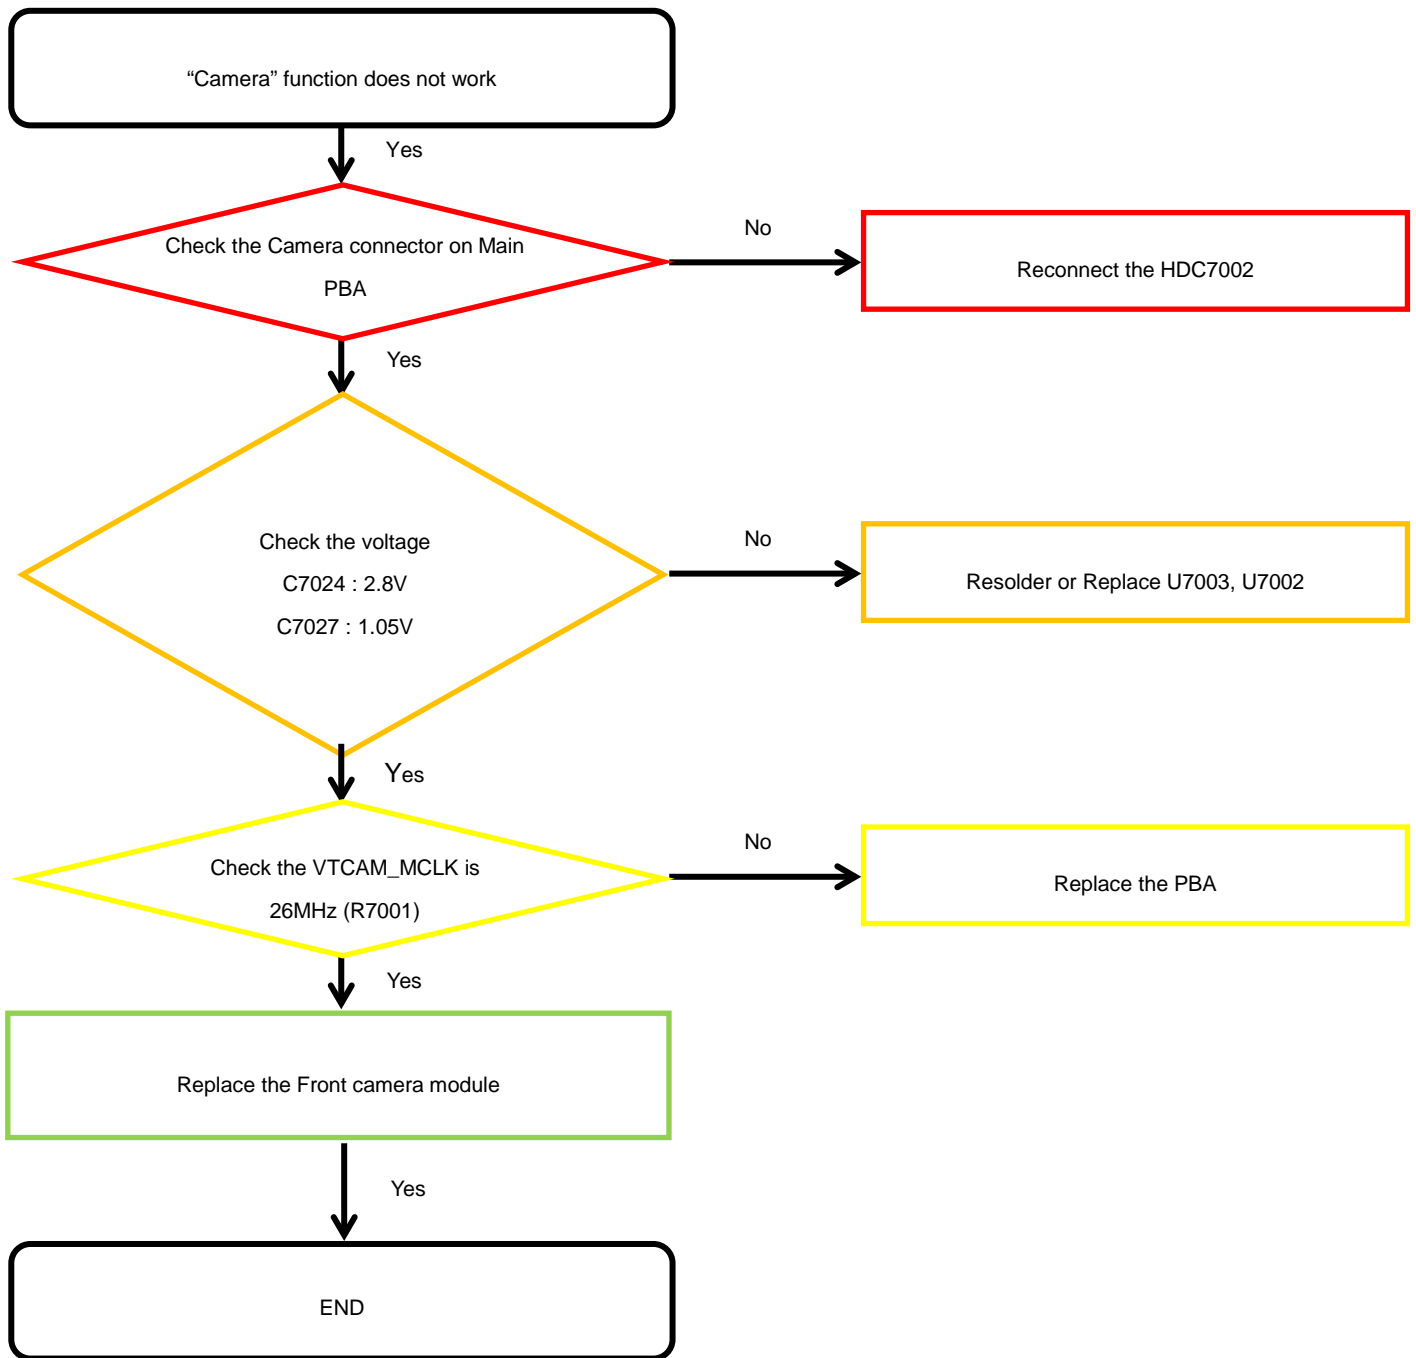 “Camera” function does not work
Yes
Check the Camera connector on Main
PBA
No
Reconnect the HDC7002
Yes
Check the voltage
C7024 : 2.8V
C7027 : 1.05V
No
Resolder or Replace U7003, U7002
Yes
Check the VTCAM_MCLK is
26MHz (R7001)
No
Replace the PBA
Yes
Replace the Front camera module
Yes
END